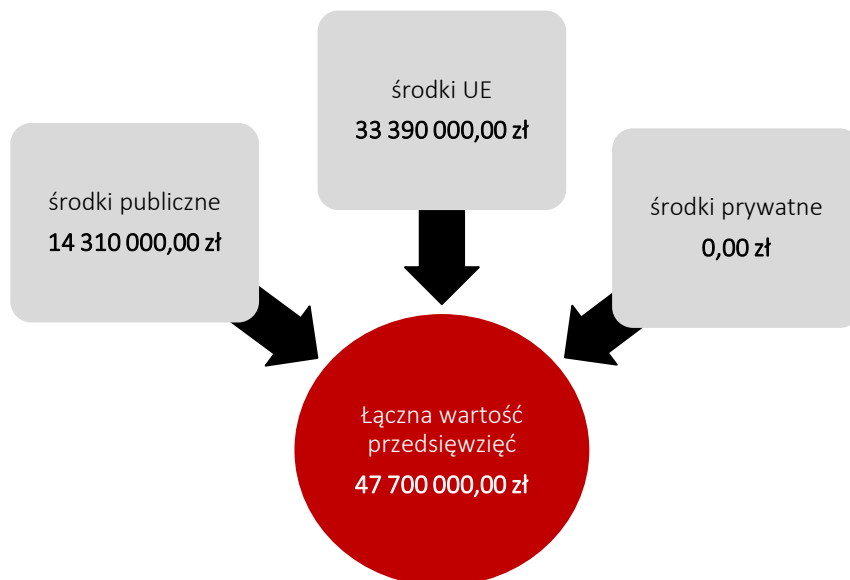 środki UE
33 390 000,00 zł
środki publiczne
14 310 000,00 zł
środki prywatne
0,00 zł
Łączna wartość
przedsięwzięć
47 700 000,00 zł